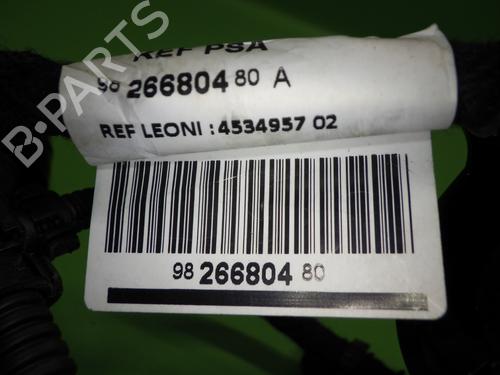 REF PSA
98 266804 80 A
REF LEONI : 4534957 02
98 266804 80
B-PARTS